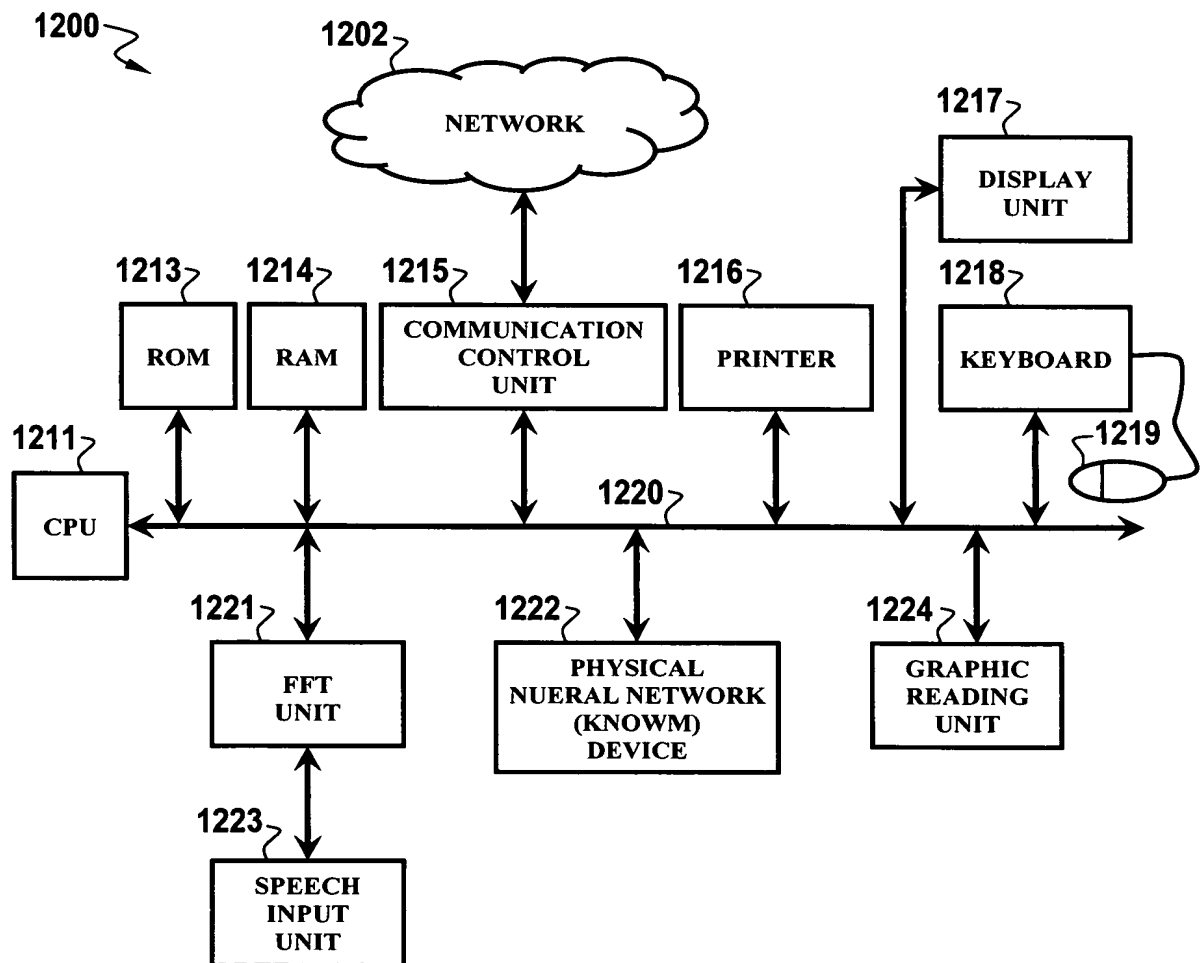 1200
1202
NETWORK
1217
DISPLAY
UNIT
1213
ROM
1214
RAM
1215
COMMUNICATION
CONTROL
UNIT
1216
PRINTER
1218
KEYBOARD
1219
1211
CPU
1220
1221
FFT
UNIT
1222
PHYSICAL
NUERAL NETWORK
(KNOWM)
DEVICE
1224
GRAPHIC
READING
UNIT
1223
SPEECH
INPUT
UNIT